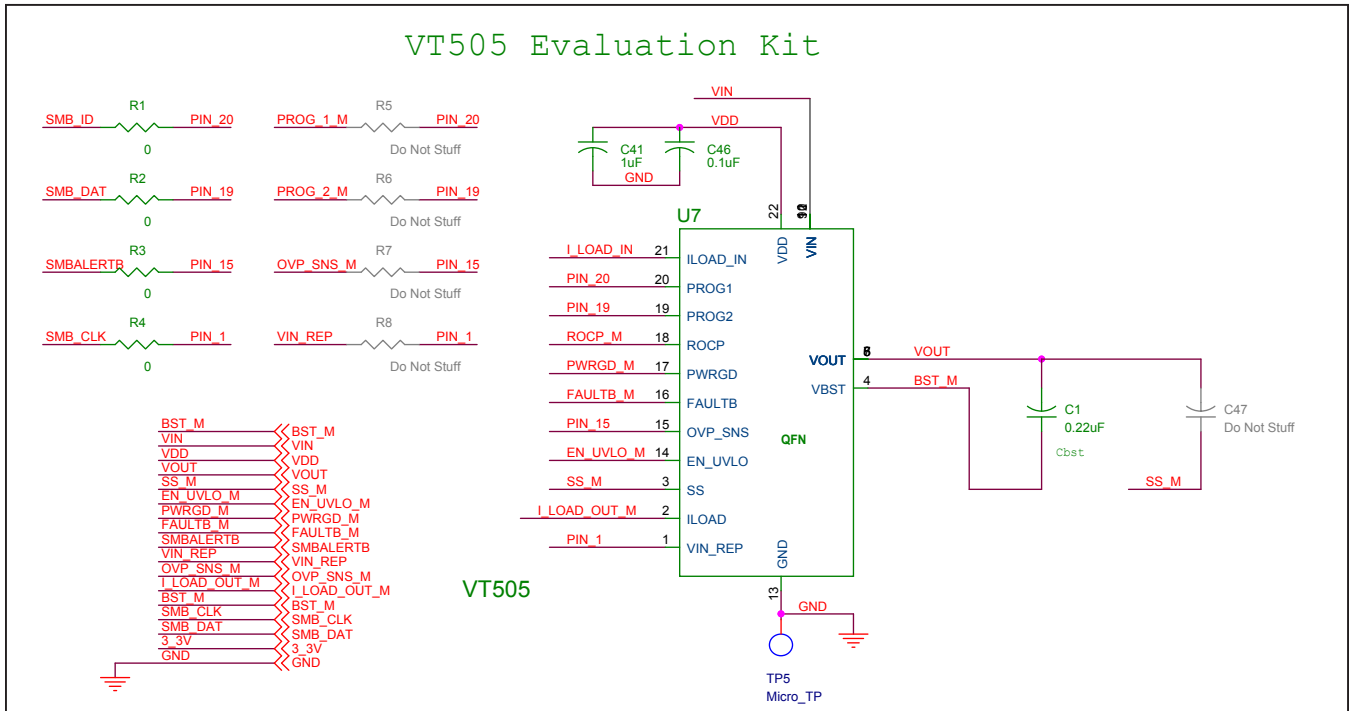 VT505 Evaluation Kit
R1
SMB_ID PIN_20
0
R5
PROG_1_M PIN_20
Do Not Stuff
R2
SMB_DAT PIN_19
0
R6
PROG_2_M PIN_19
Do Not Stuff
R3
SMBALERTB PIN_15
0
R7
OVP_SNS_M PIN_15
Do Not Stuff
R4
SMB_CLK PIN_1
0
R8
VIN_REP PIN_1
Do Not Stuff
VIN
VDD
C41
1uF
C46
0.1uF
GND
U7
22
VDD
VIN
I_LOAD_IN 21 ILOAD_IN
PIN_20 20 PROG1
PIN_19 19 PROG2
ROCP_M 18 ROCP
PWRGD_M 17 PWRGD
FAULTB_M 16 FAULTB
PIN_15 15 OVP_SNS
EN_UVLO_M 14 EN_UVLO
SS_M 3 SS
I_LOAD_OUT_M 2 ILOAD
PIN_1 1 VIN_REP
QFN
VOUT VOUT
VBST 4 BST_M
C1
0.22uF
Cbst
C47
Do Not Stuff
SS_M
GND
13
GND
TP5
Micro_TP
VT505
BST_M BST_M
VIN VIN
VDD VDD
VOUT VOUT
SS_M SS_M
EN_UVLO_M EN_UVLO_M
PWRGD_M PWRGD_M
FAULTB_M FAULTB_M
SMBALERTB SMBALERTB
VIN_REP VIN_REP
OVP_SNS_M OVP_SNS_M
I_LOAD_OUT_M I_LOAD_OUT_M
BST_M BST_M
SMB_CLK SMB_CLK
SMB_DAT SMB_DAT
3_3V 3_3V
GND GND